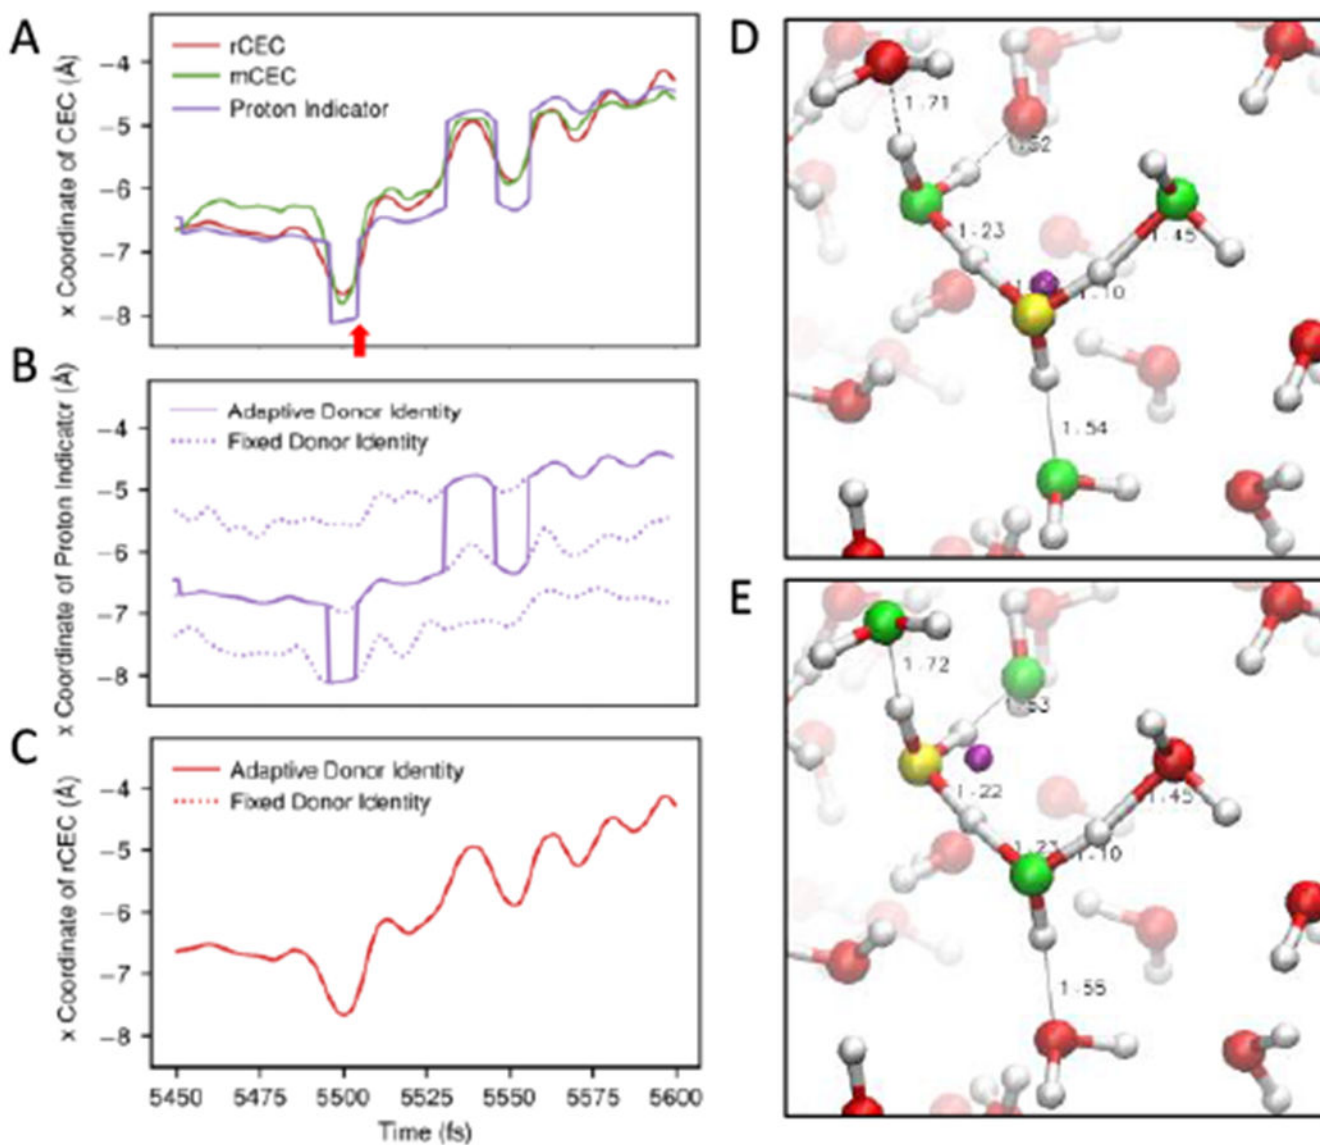 A
x Coordinate of CEC (Å)
rCEC
mCEC
Proton Indicator
−4
−5
−6
−7
−8
B
x Coordinate of Proton Indicator (Å)
Adaptive Donor Identity
Fixed Donor Identity
−4
−5
−6
−7
−8
C
x Coordinate of rCEC (Å)
Adaptive Donor Identity
Fixed Donor Identity
−4
−5
−6
−7
−8
5450 5475 5500 5525 5550 5575 5600
Time (fs)
D
1.71
1.23
1.45
1.10
1.54
E
1.72
1.22
1.45
1.23
1.10
1.55